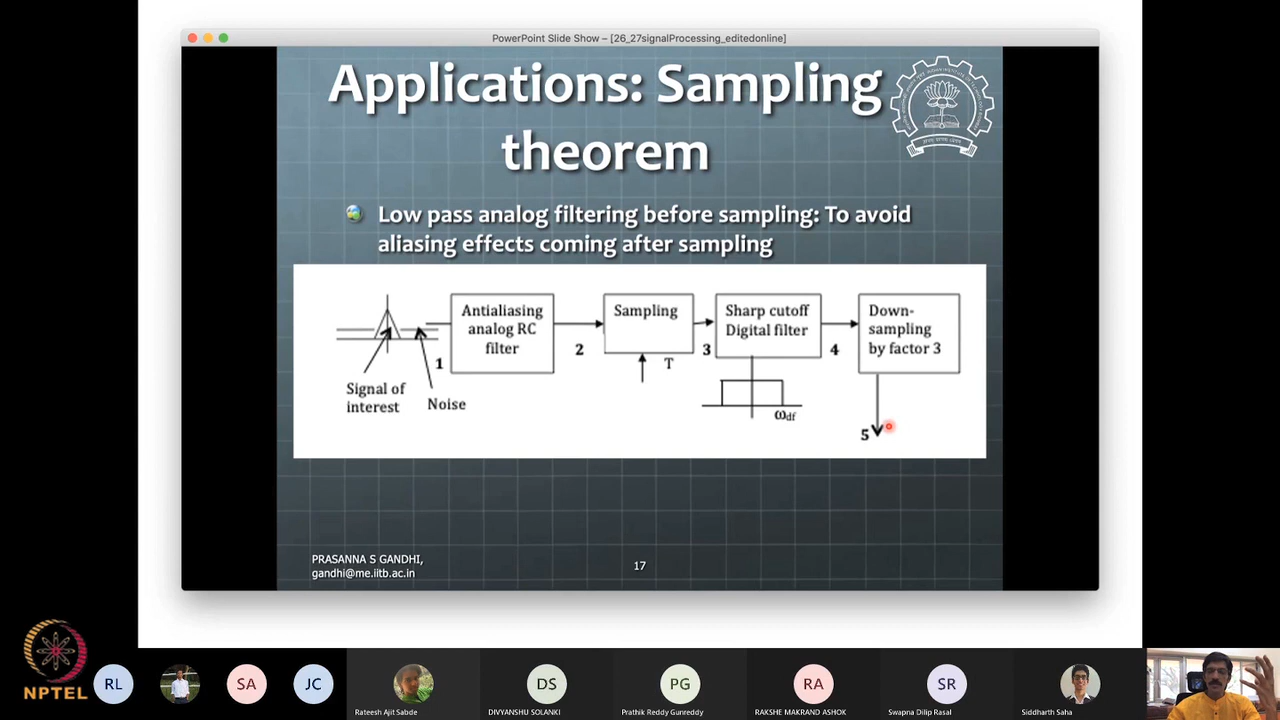 PowerPoint Slide Show – [26_27signalProcessing_editedonline]
Applications: Sampling
theorem
Low pass analog filtering before sampling: To avoid
aliasing effects coming after sampling
Antialiasing
analog RC
filter
Sampling
Sharp cutoff
Digital filter
Down-
sampling
by factor 3
1
2
3
4
T
Signal of
interest
Noise
ωdf
5
PRASANNA S GANDHI,
gandhi@me.iitb.ac.in
17
NPTEL
RL
SA
JC
DS
PG
RA
SR
Rateesh Ajit Sabde
DIVYANSHU SOLANKI
Prathik Reddy Gunreddy
RAKSHE MAKRAND ASHOK
Swapna Dilip Rasal
Siddharth Saha